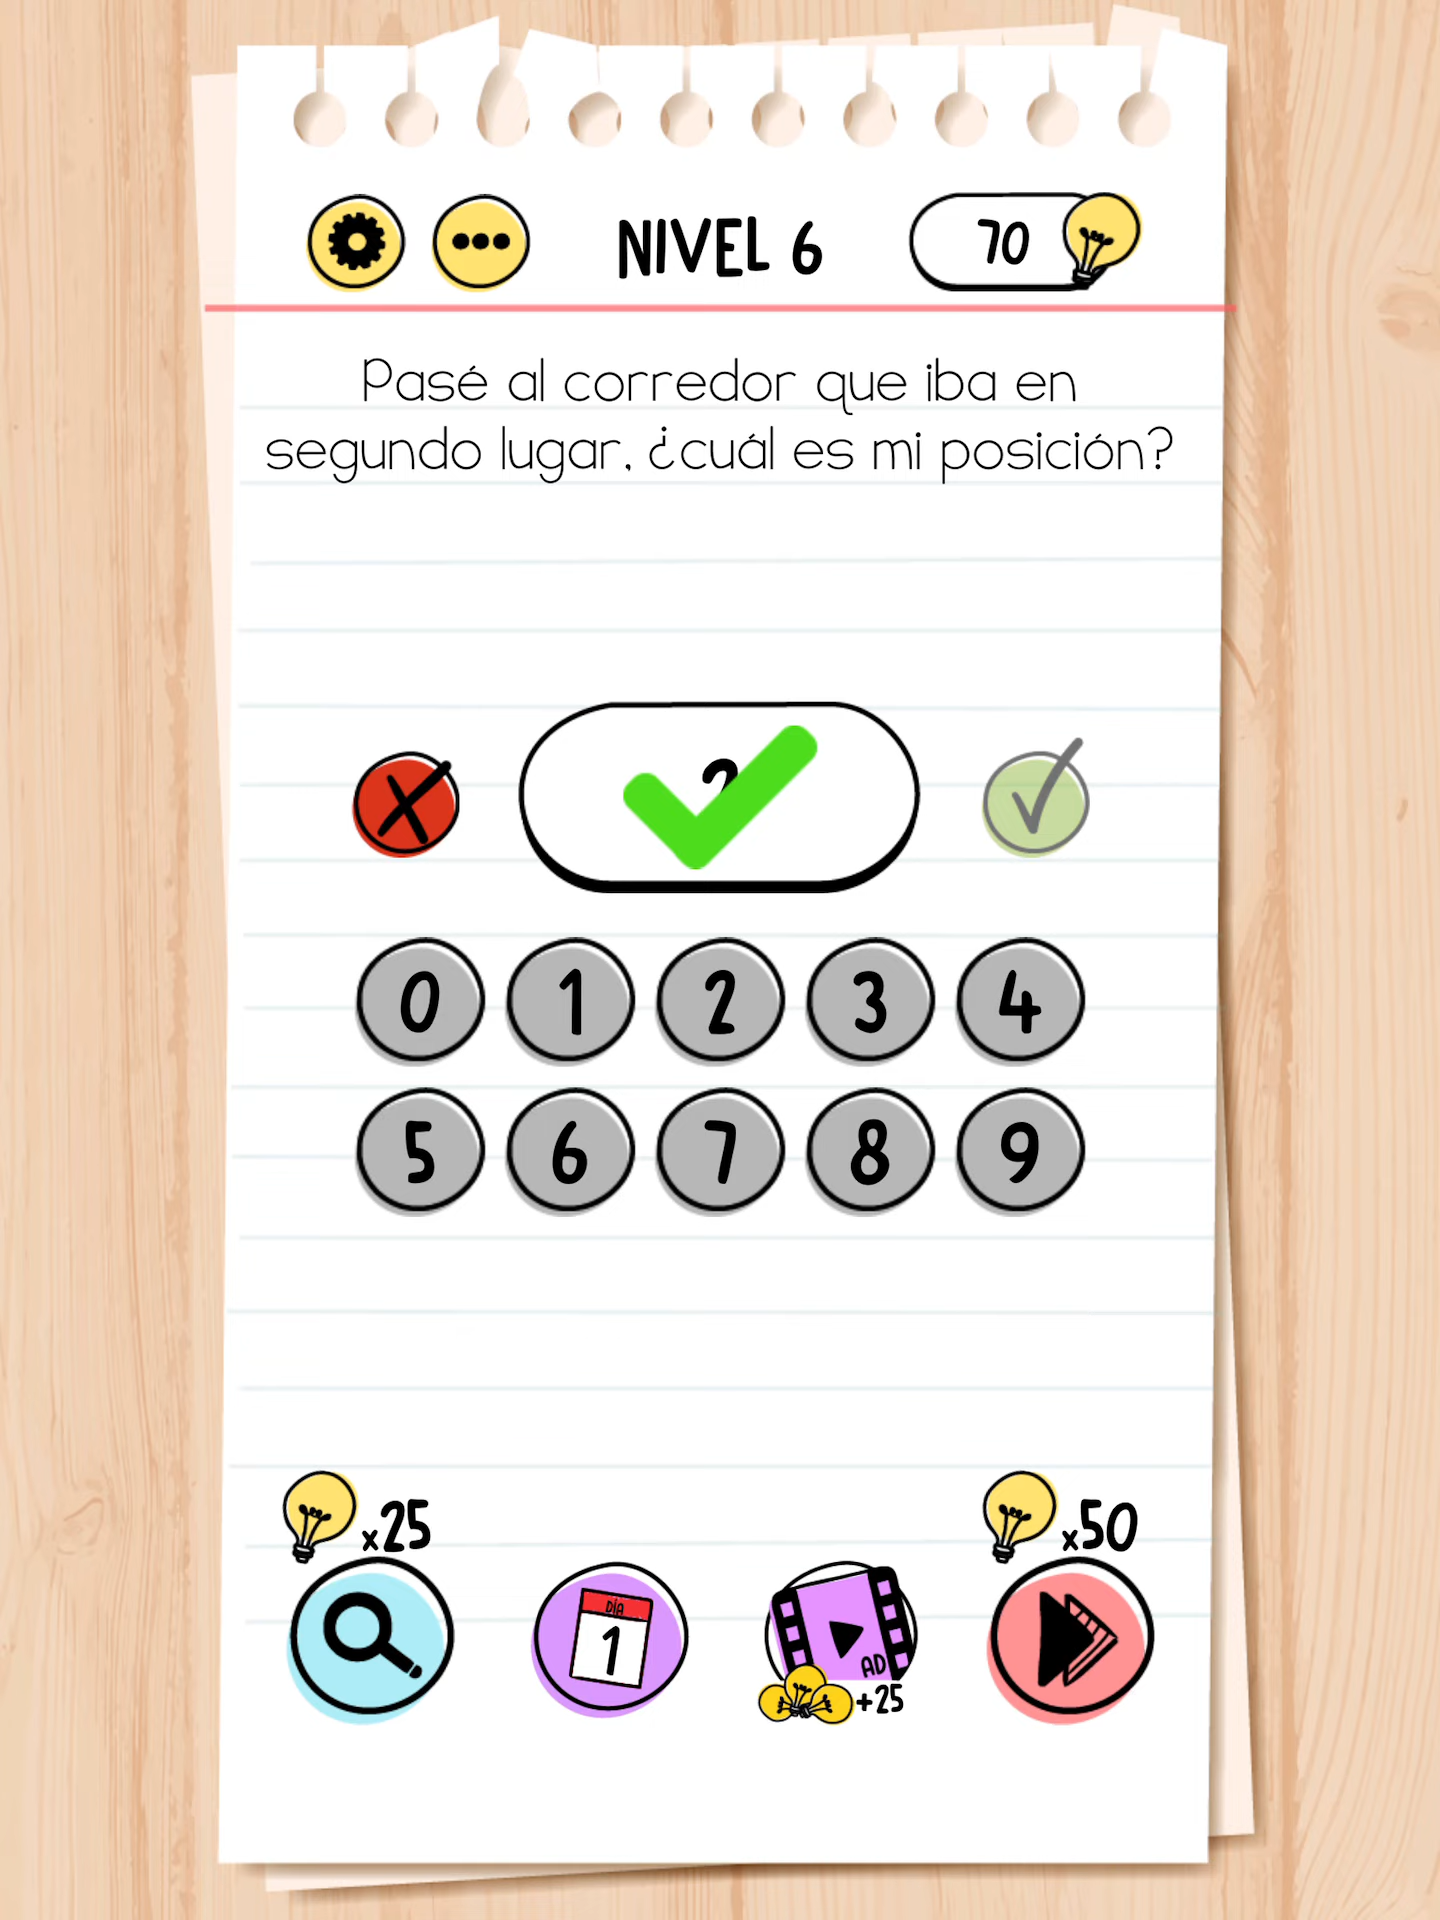 NIVEL 6
70
Pasé al corredor que iba en
segundo lugar, ¿cuál es mi posición?
2
0 1 2 3 4
5 6 7 8 9
x25
x50
DÍA
1
AD
+25